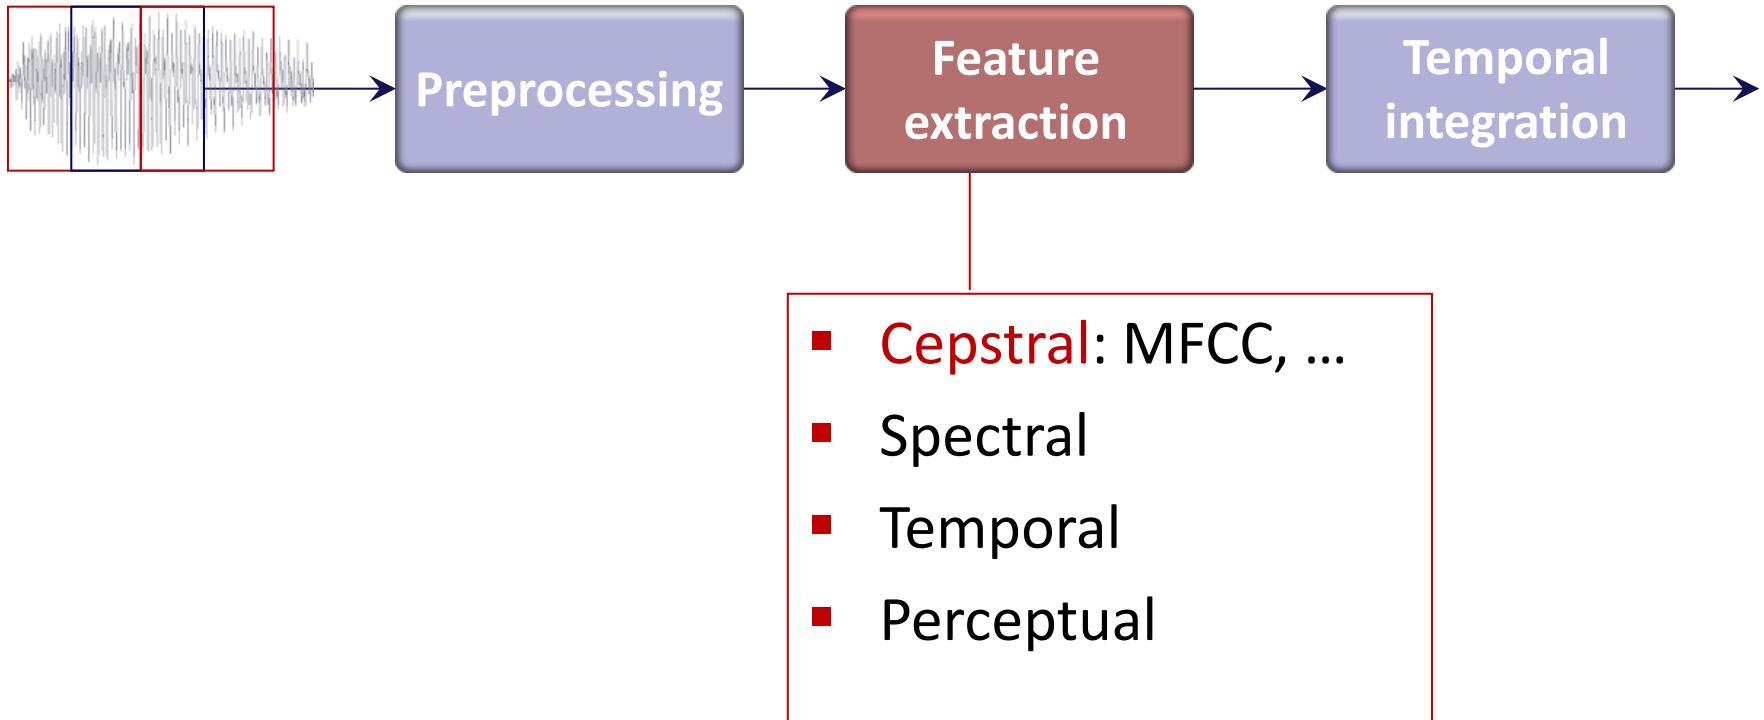 Preprocessing
Feature
extraction
Temporal
integration
Cepstral: MFCC, ...
Spectral
Temporal
Perceptual